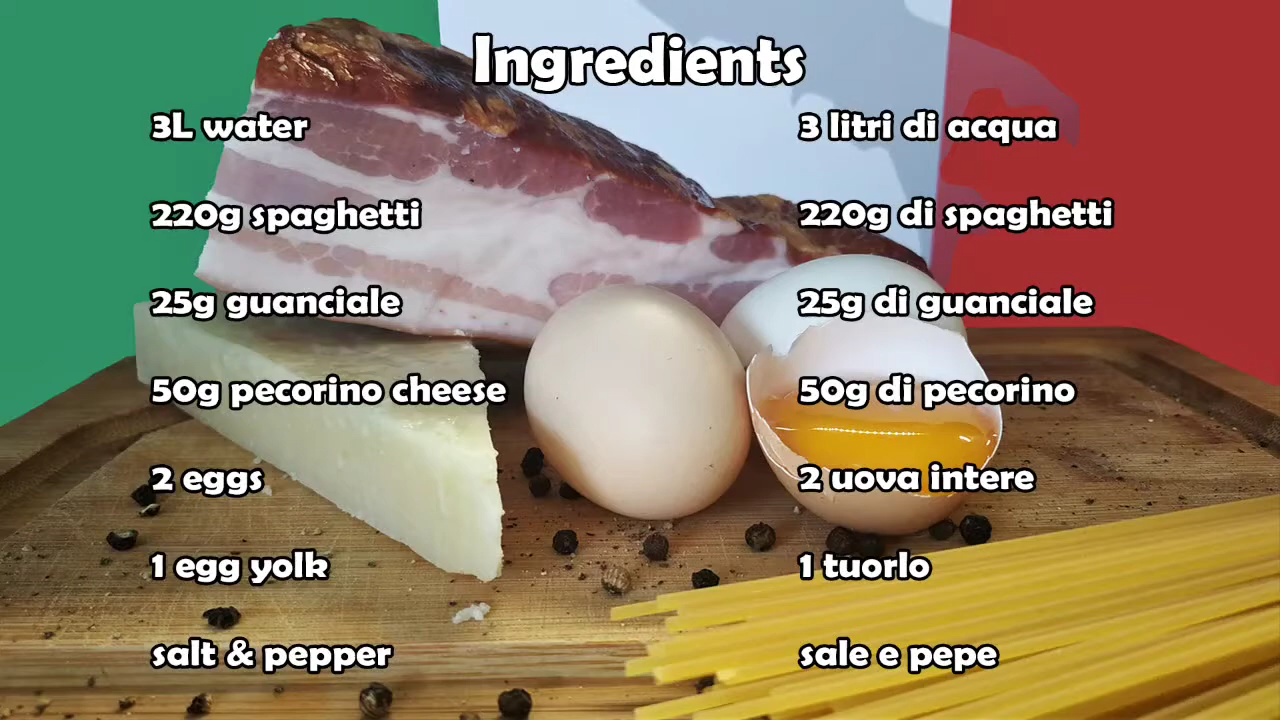 Ingredients
3L water
220g spaghetti
25g guanciale
50g pecorino cheese
2 eggs
1 egg yolk
salt & pepper
3 litri di acqua
220g di spaghetti
25g di guanciale
50g di pecorino
2 uova intere
1 tuorlo
sale e pepe